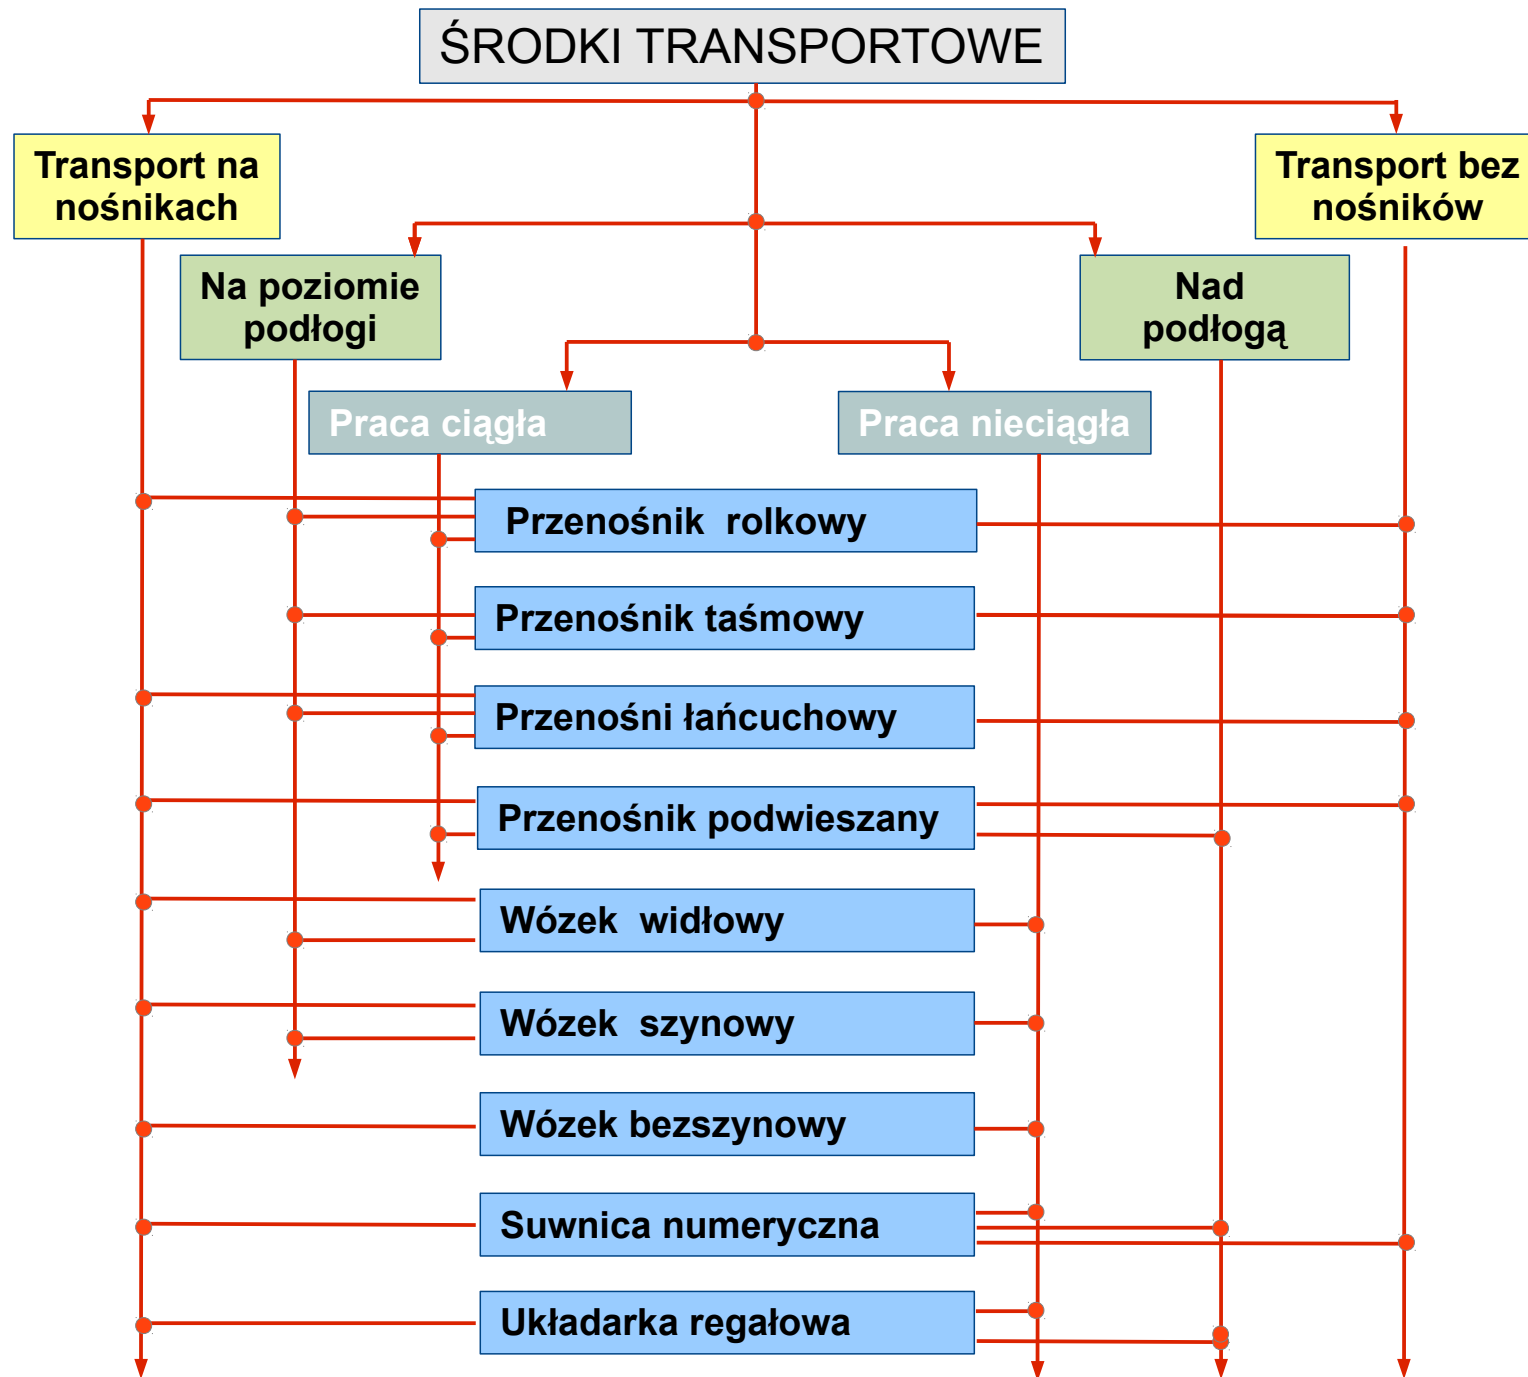 ŚRODKI TRANSPORTOWE
Transport na
nośnikach
Transport bez
nośników
Na poziomie
podłogi
Nad
podłogą
Praca ciągła
Praca nieciągła
Przenośnik rolkowy
Przenośnik taśmowy
Przenośni łańcuchowy
Przenośnik podwieszany
Wózek widłowy
Wózek szynowy
Wózek bezszynowy
Suwnica numeryczna
Układarka regałowa